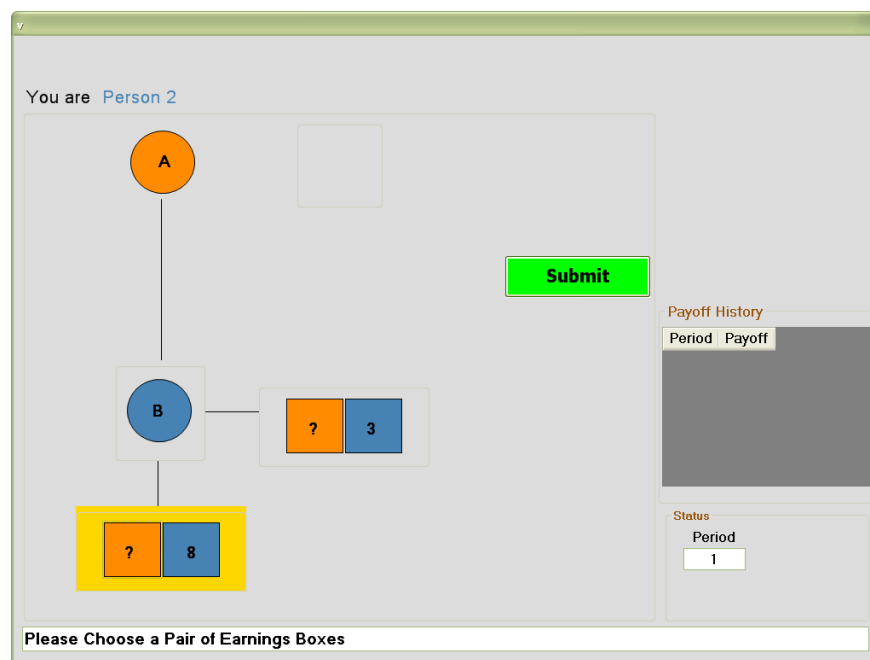 v
You are Person 2
A
Submit
Payoff History
Period Payoff
B
? 3
Status
Period
1
? 8
Please Choose a Pair of Earnings Boxes